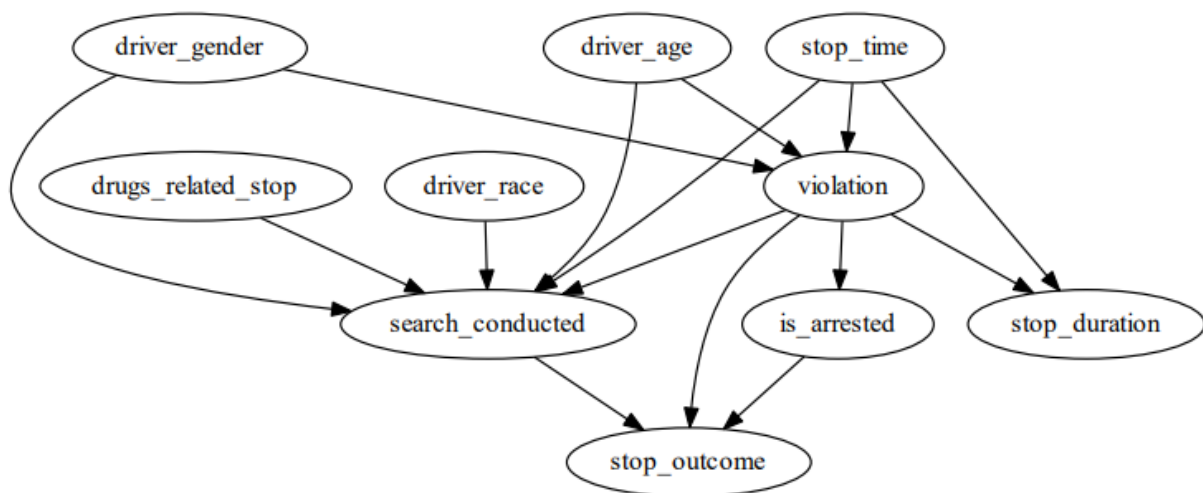 driver_gender
driver_age
stop_time
drugs_related_stop
driver_race
violation
search_conducted
is_arrested
stop_duration
stop_outcome